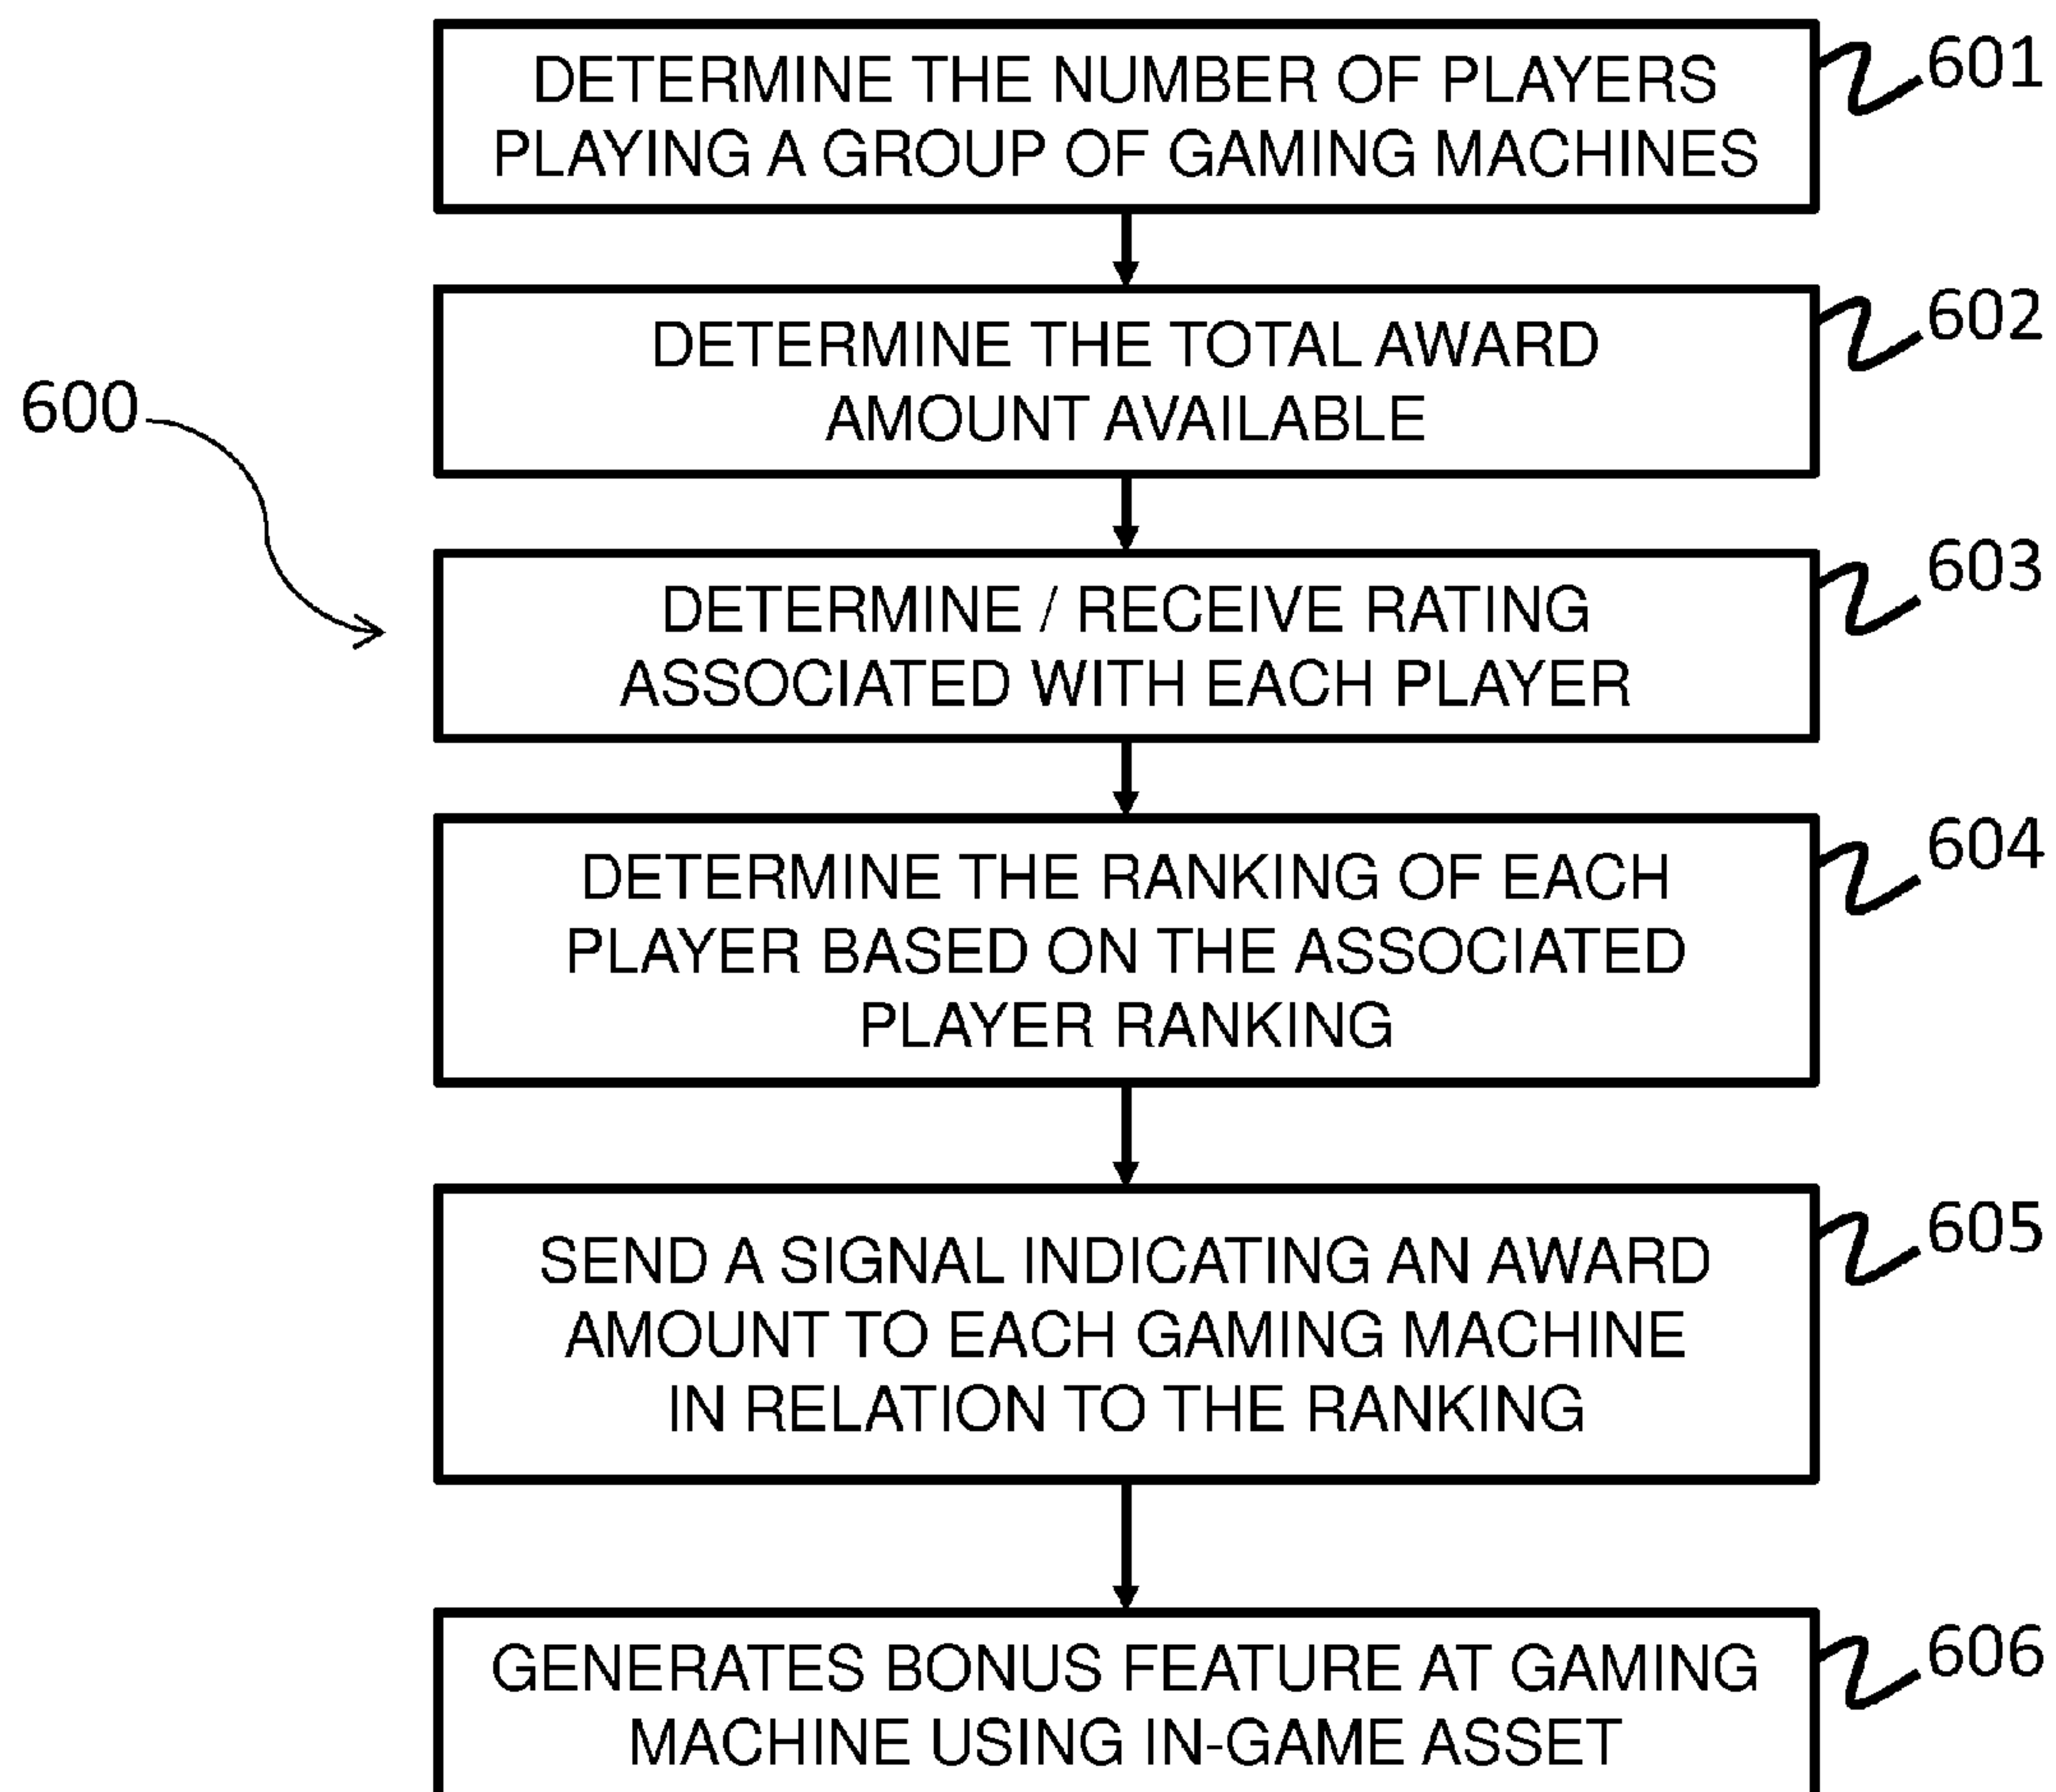 DETERMINE THE NUMBER OF PLAYERS
PLAYING A GROUP OF GAMING MACHINES
601
DETERMINE THE TOTAL AWARD
AMOUNT AVAILABLE
602
600
DETERMINE / RECEIVE RATING
ASSOCIATED WITH EACH PLAYER
603
DETERMINE THE RANKING OF EACH
PLAYER BASED ON THE ASSOCIATED
PLAYER RANKING
604
SEND A SIGNAL INDICATING AN AWARD
AMOUNT TO EACH GAMING MACHINE
IN RELATION TO THE RANKING
605
GENERATES BONUS FEATURE AT GAMING
MACHINE USING IN-GAME ASSET
606